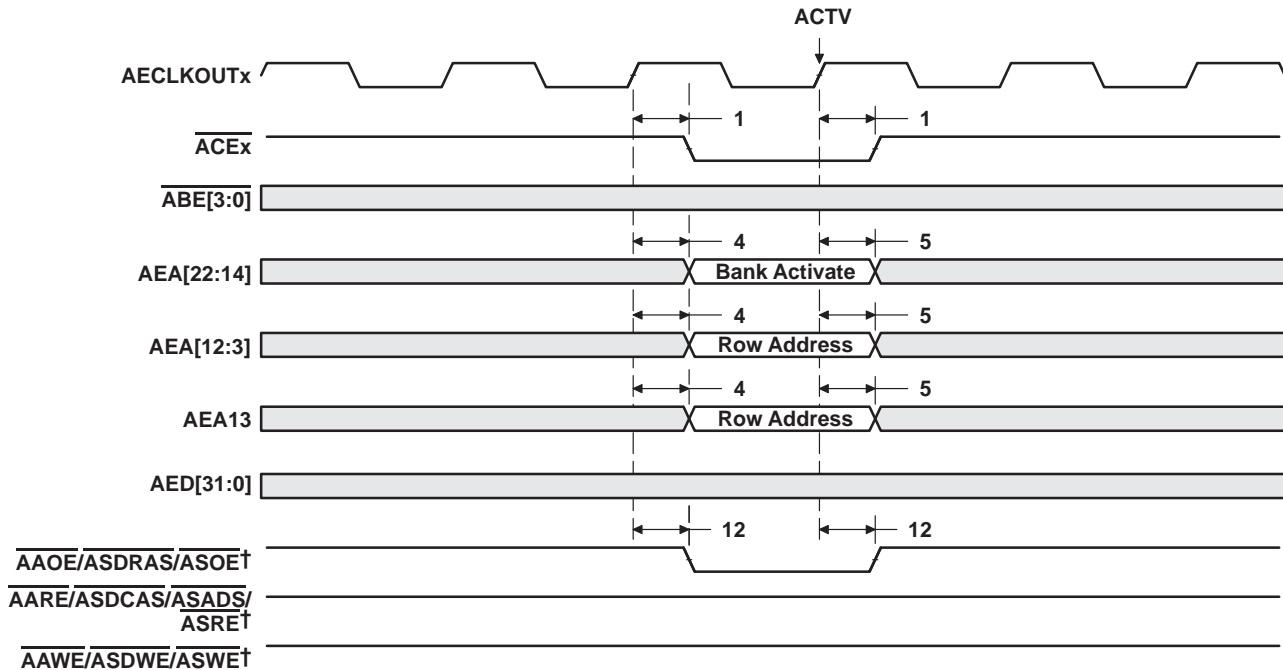 ACTV
AECLKOUTx
1 1
ACEx
ABE[3:0]
4 5
AEA[22:14] Bank Activate
4 5
AEA[12:3] Row Address
4 5
AEA13 Row Address
AED[31:0]
12 12
AAOE/ASDRAS/ASOE†
AARE/ASDCAS/ASADS/
ASRE†
AAWE/ASDWE/ASWE†